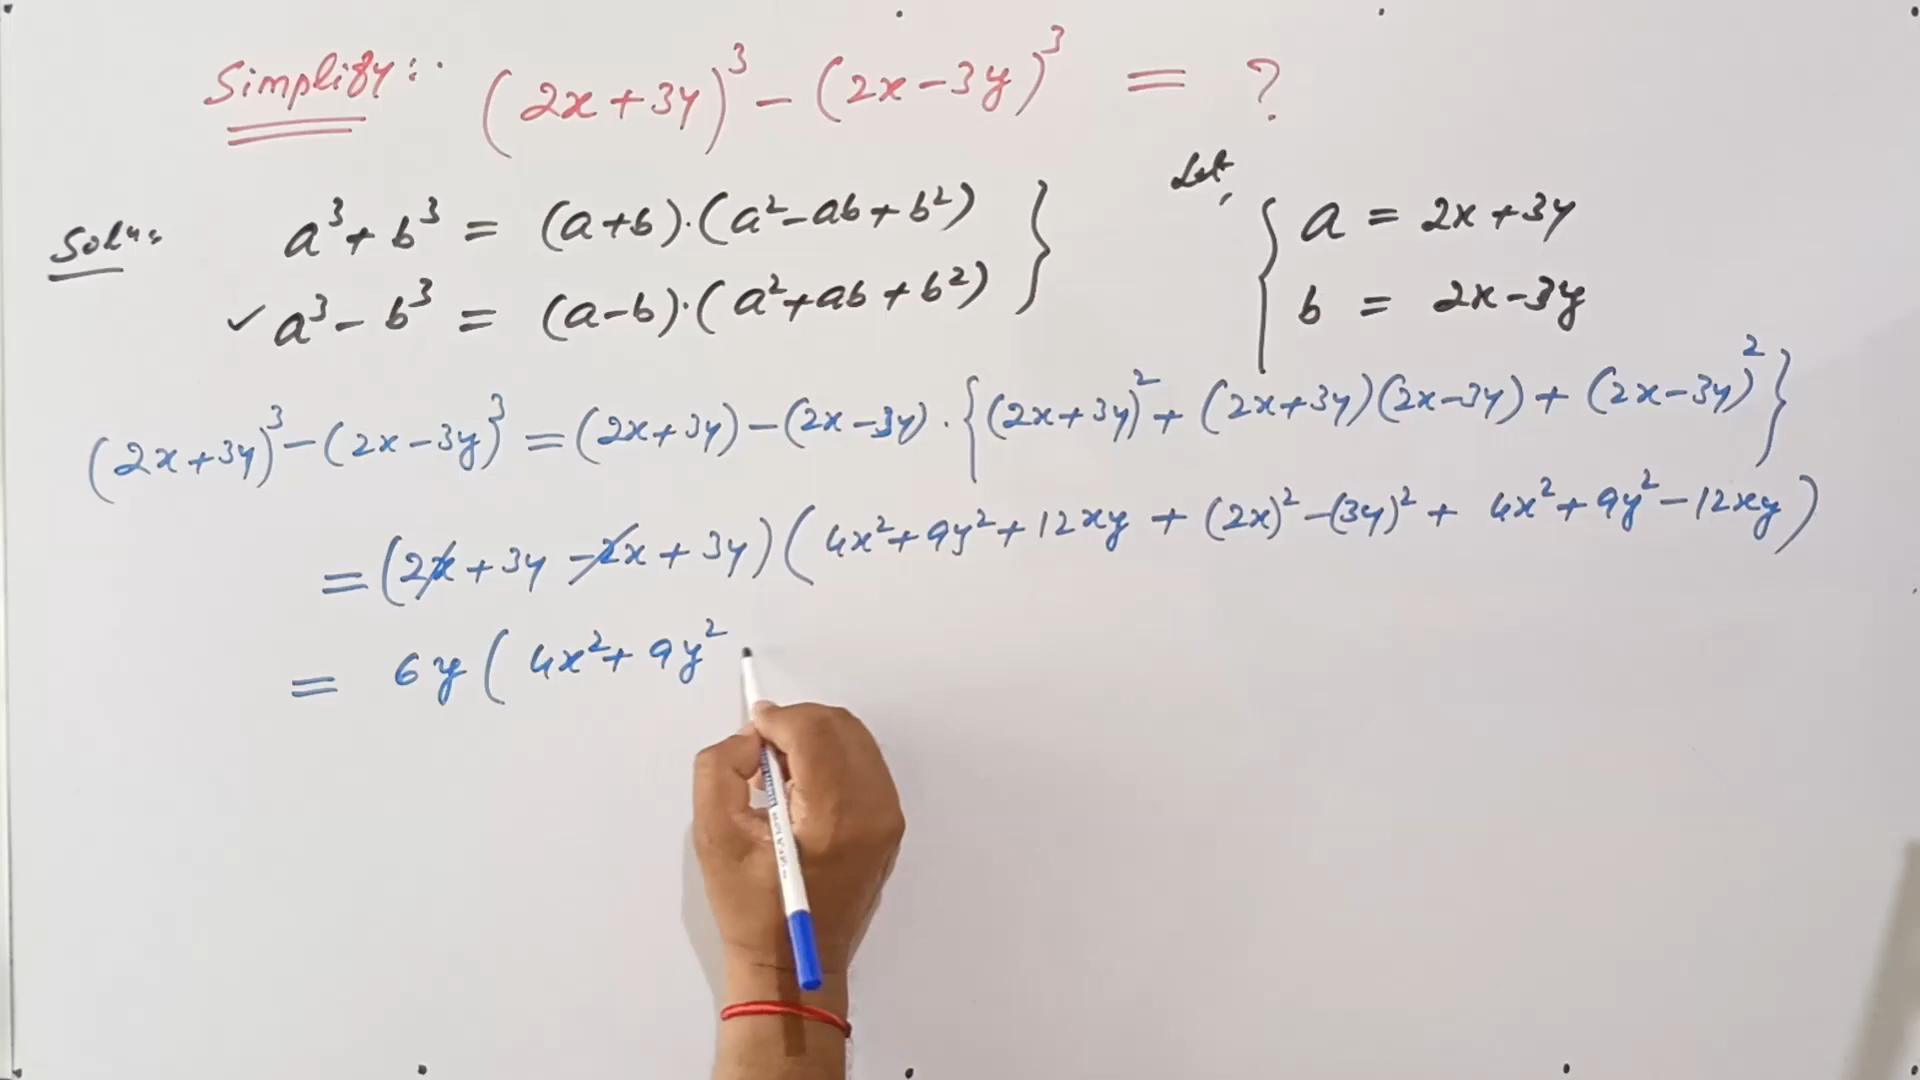 Simplify:- (2x+3y)³ - (2x-3y)³ = ?
Let,
Soln: a³+b³ = (a+b)·(a²-ab+b²) } { a = 2x+3y
✓ a³-b³ = (a-b)·(a²+ab+b²) b = 2x-3y
(2x+3y)³-(2x-3y)³ = (2x+3y)-(2x-3y)·{(2x+3y)²+(2x+3y)(2x-3y)+(2x-3y)²}
= (2x+3y-2x+3y)(4x²+9y²+12xy+(2x)²-(3y)²+4x²+9y²-12xy)
= 6y(4x²+9y²